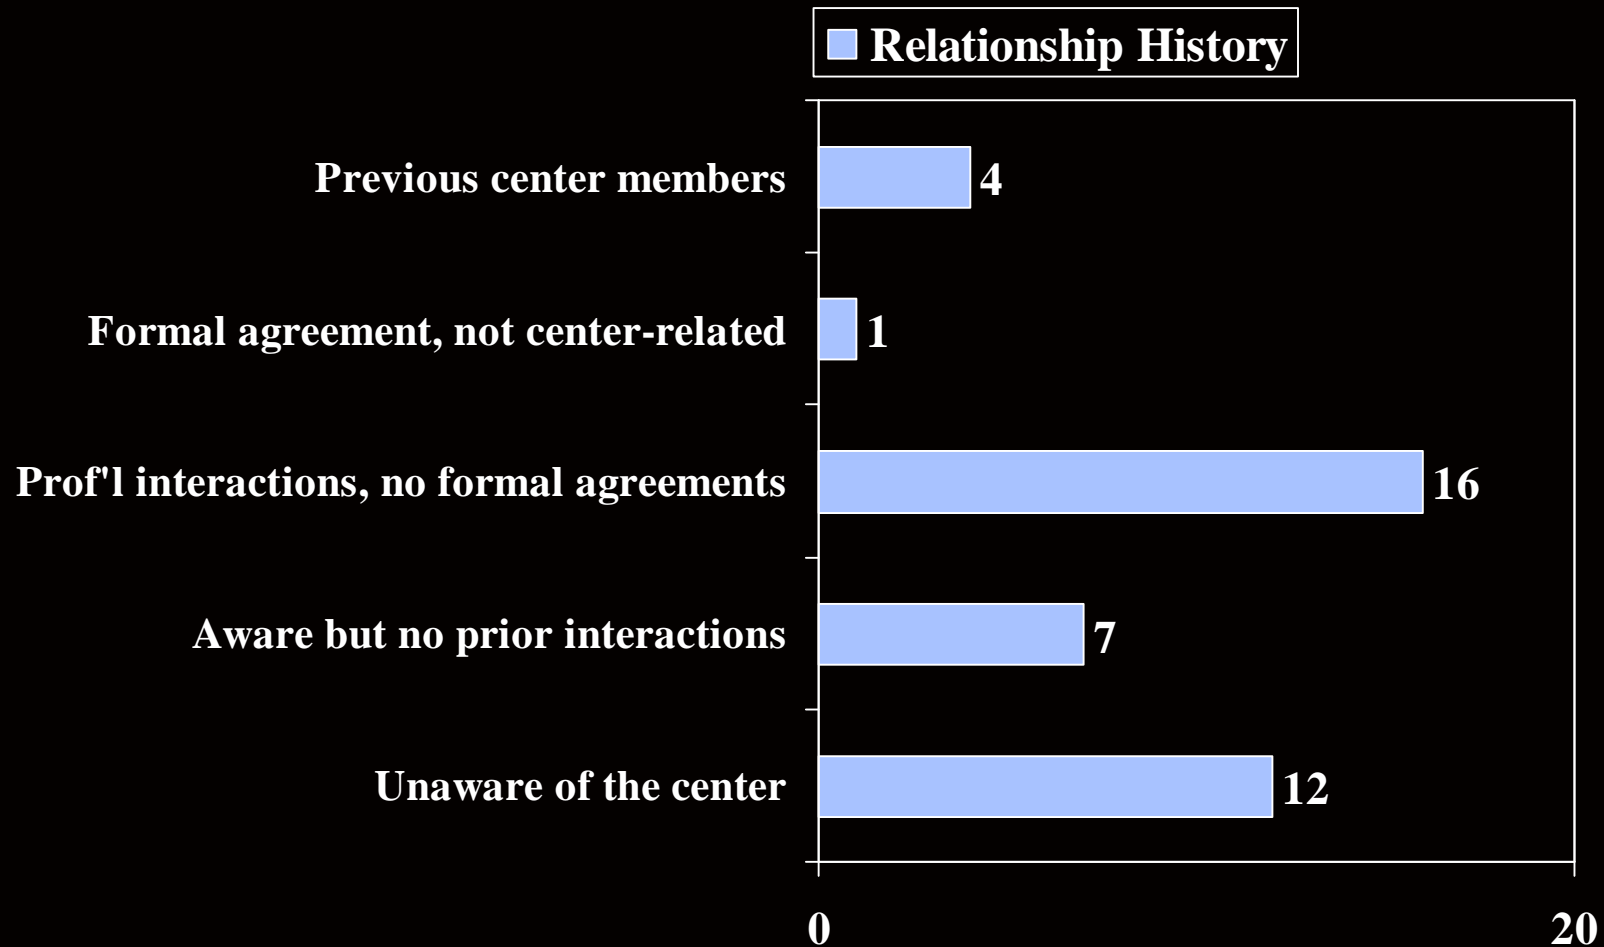 Relationship History
Previous center members 4
Formal agreement, not center-related 1
Prof'l interactions, no formal agreements 16
Aware but no prior interactions 7
Unaware of the center 12
0 20